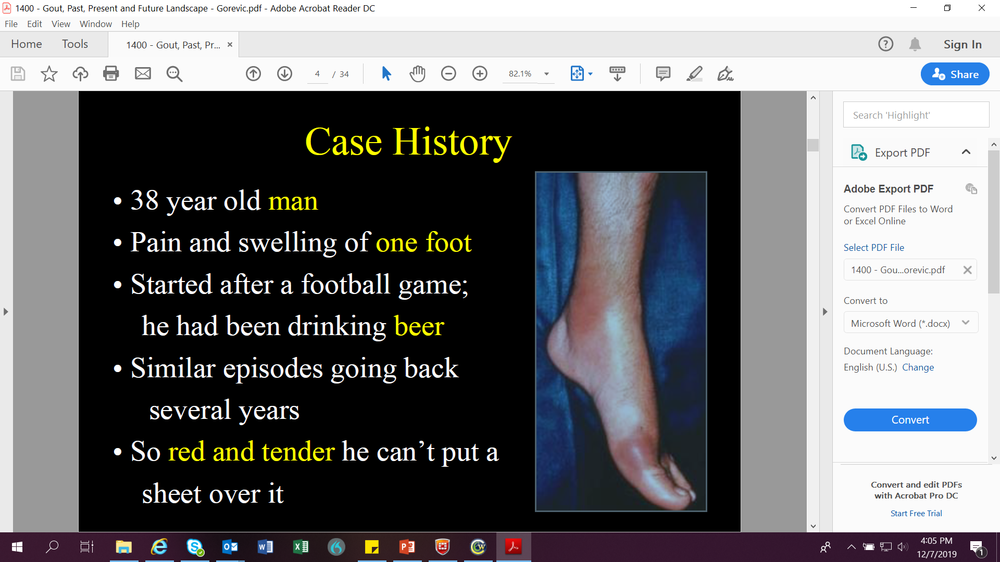 1400 - Gout, Past, Present and Future Landscape - Gorevic.pdf - Adobe Acrobat Reader DC
File Edit View Window Help
Home Tools 1400 - Gout, Past, Pr... × ? Sign In
4 / 34 82.1% Share
Case History
• 38 year old man
• Pain and swelling of one foot
• Started after a football game;
he had been drinking beer
• Similar episodes going back
several years
• So red and tender he can’t put a
sheet over it
Search 'Highlight'
Export PDF
Adobe Export PDF
Convert PDF Files to Word
or Excel Online
Select PDF File
1400 - Gou...orevic.pdf
Convert to
Microsoft Word (*.docx)
Document Language:
English (U.S.) Change
Convert
Convert and edit PDFs
with Acrobat Pro DC
Start Free Trial
4:05 PM
12/7/2019
1